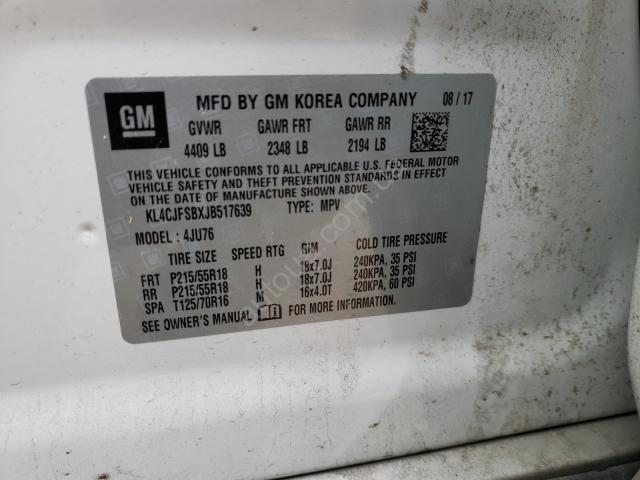 GM MFD BY GM KOREA COMPANY 08 / 17
GVWR GAWR FRT GAWR RR
4409 LB 2348 LB 2194 LB
THIS VEHICLE CONFORMS TO ALL APPLICABLE U.S. FEDERAL MOTOR
VEHICLE SAFETY AND THEFT PREVENTION STANDARDS IN EFFECT
ON THE DATE OF MANUFACTURE SHOWN ABOVE.
KL4CJFSBXJB517639 TYPE: MPV
MODEL: 4JU76
TIRE SIZE SPEED RTG RIM COLD TIRE PRESSURE
FRT P215/55R18 H 18x7.0J 240KPA, 35 PSI
RR P215/55R18 H 18x7.0J 240KPA, 35 PSI
SPA T125/70R16 M 16x4.0T 420KPA, 60 PSI
SEE OWNER'S MANUAL FOR MORE INFORMATION.